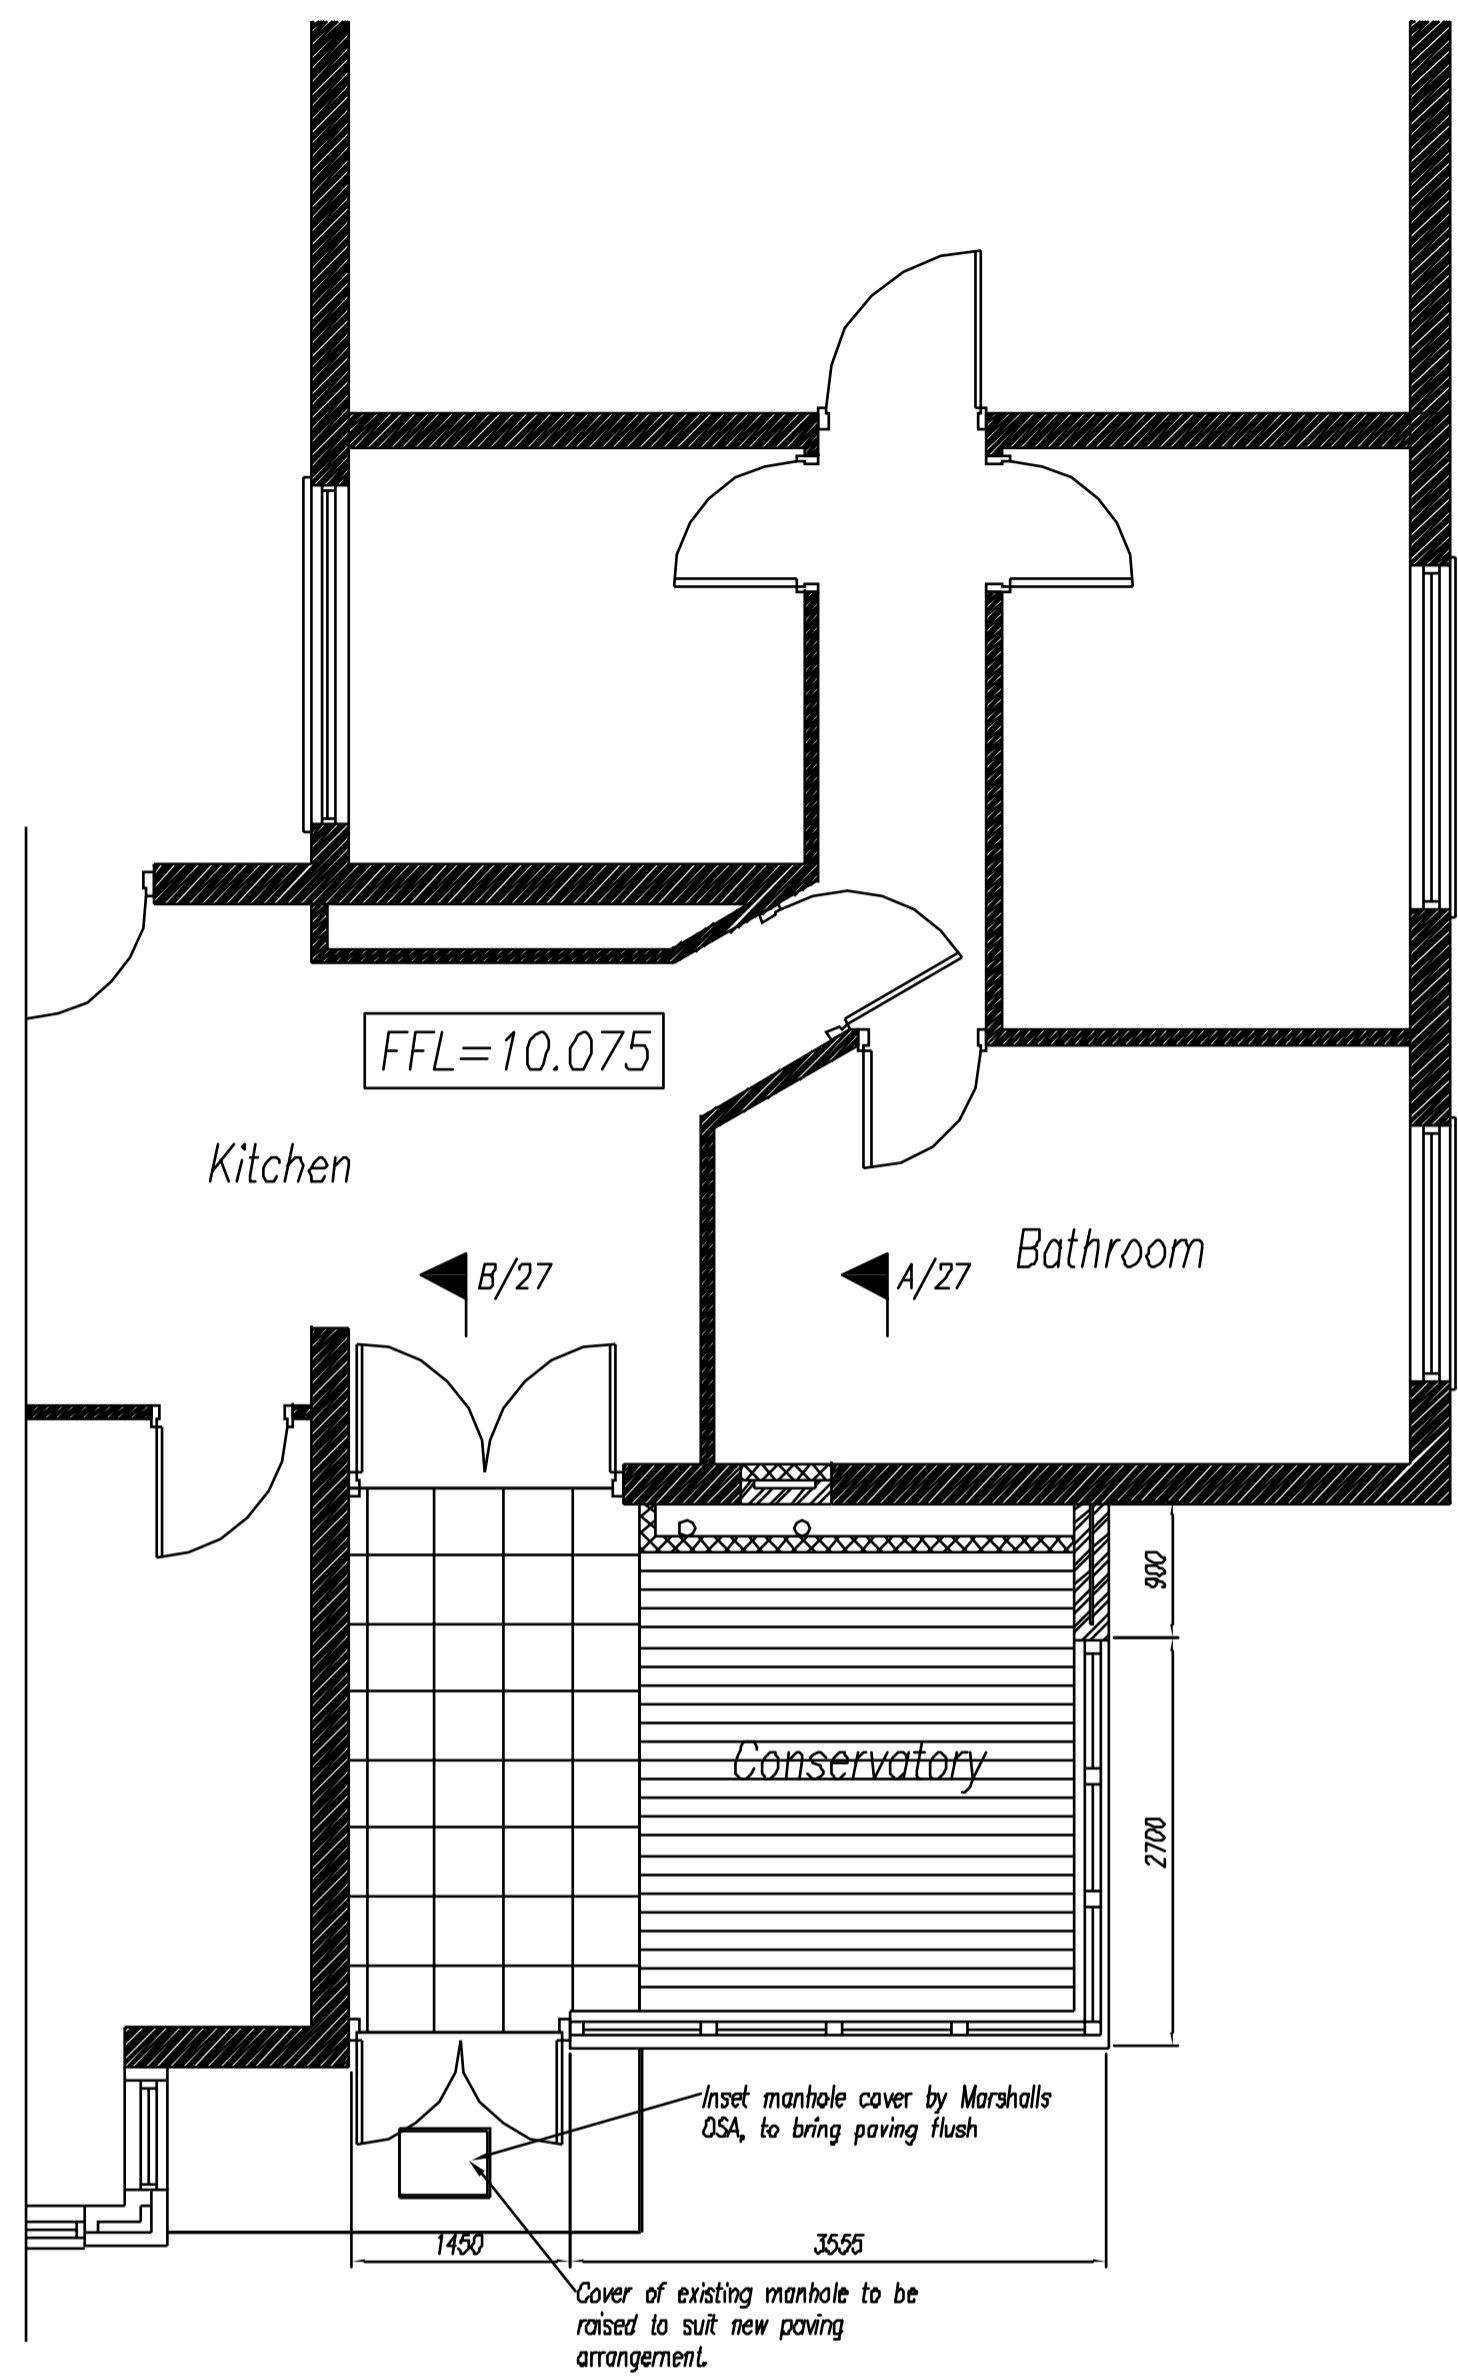 FFL=10.075
Kitchen
Bathroom
B/27
A/27
900
Conservatory
2700
Inset manhole cover by Marshalls
OSA, to bring paving flush
1450
3555
Cover of existing manhole to be
raised to suit new paving
arrangement.